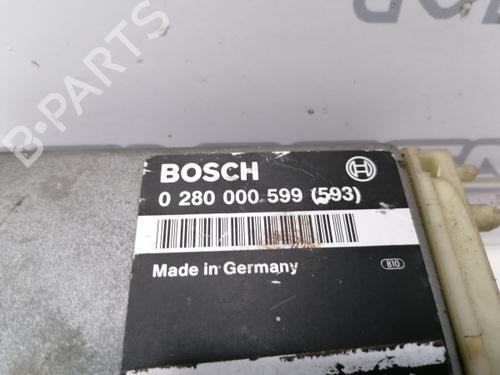 B-PARTS
BOSCH
0 280 000 599 (593)
Made in Germany
810